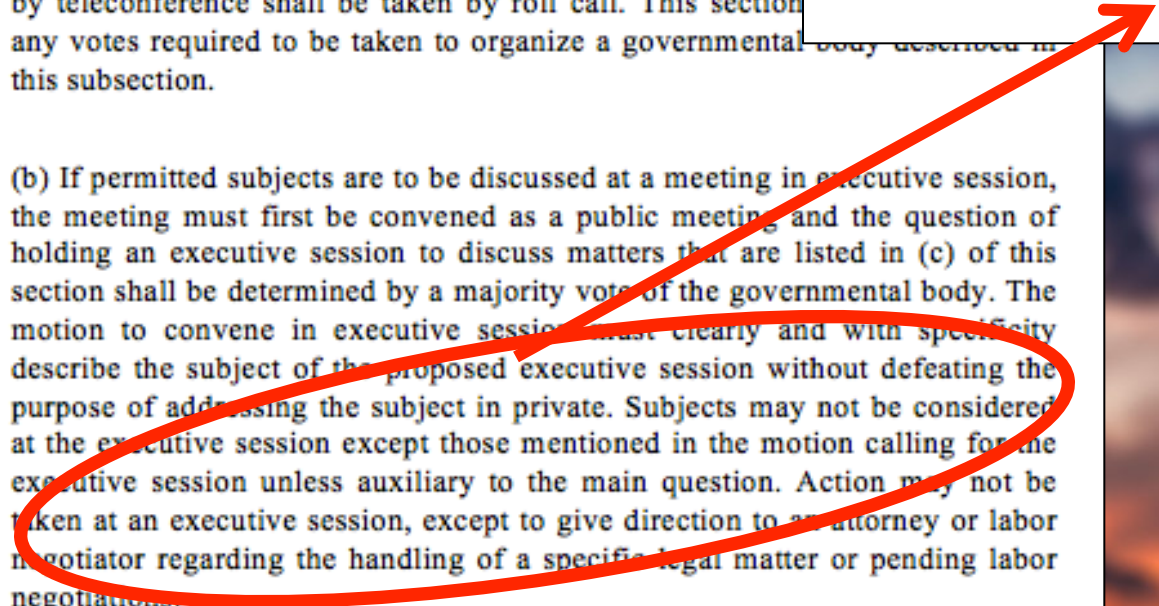 by teleconference shall be taken by roll call. This section
any votes required to be taken to organize a governmental body described in
this subsection.
(b) If permitted subjects are to be discussed at a meeting in executive session,
the meeting must first be convened as a public meeting and the question of
holding an executive session to discuss matters that are listed in (c) of this
section shall be determined by a majority vote of the governmental body. The
motion to convene in executive session must clearly and with specificity
describe the subject of the proposed executive session without defeating the
purpose of addressing the subject in private. Subjects may not be considered
at the executive session except those mentioned in the motion calling for the
executive session unless auxiliary to the main question. Action may not be
taken at an executive session, except to give direction to an attorney or labor
negotiator regarding the handling of a specific legal matter or pending labor
negotiations.